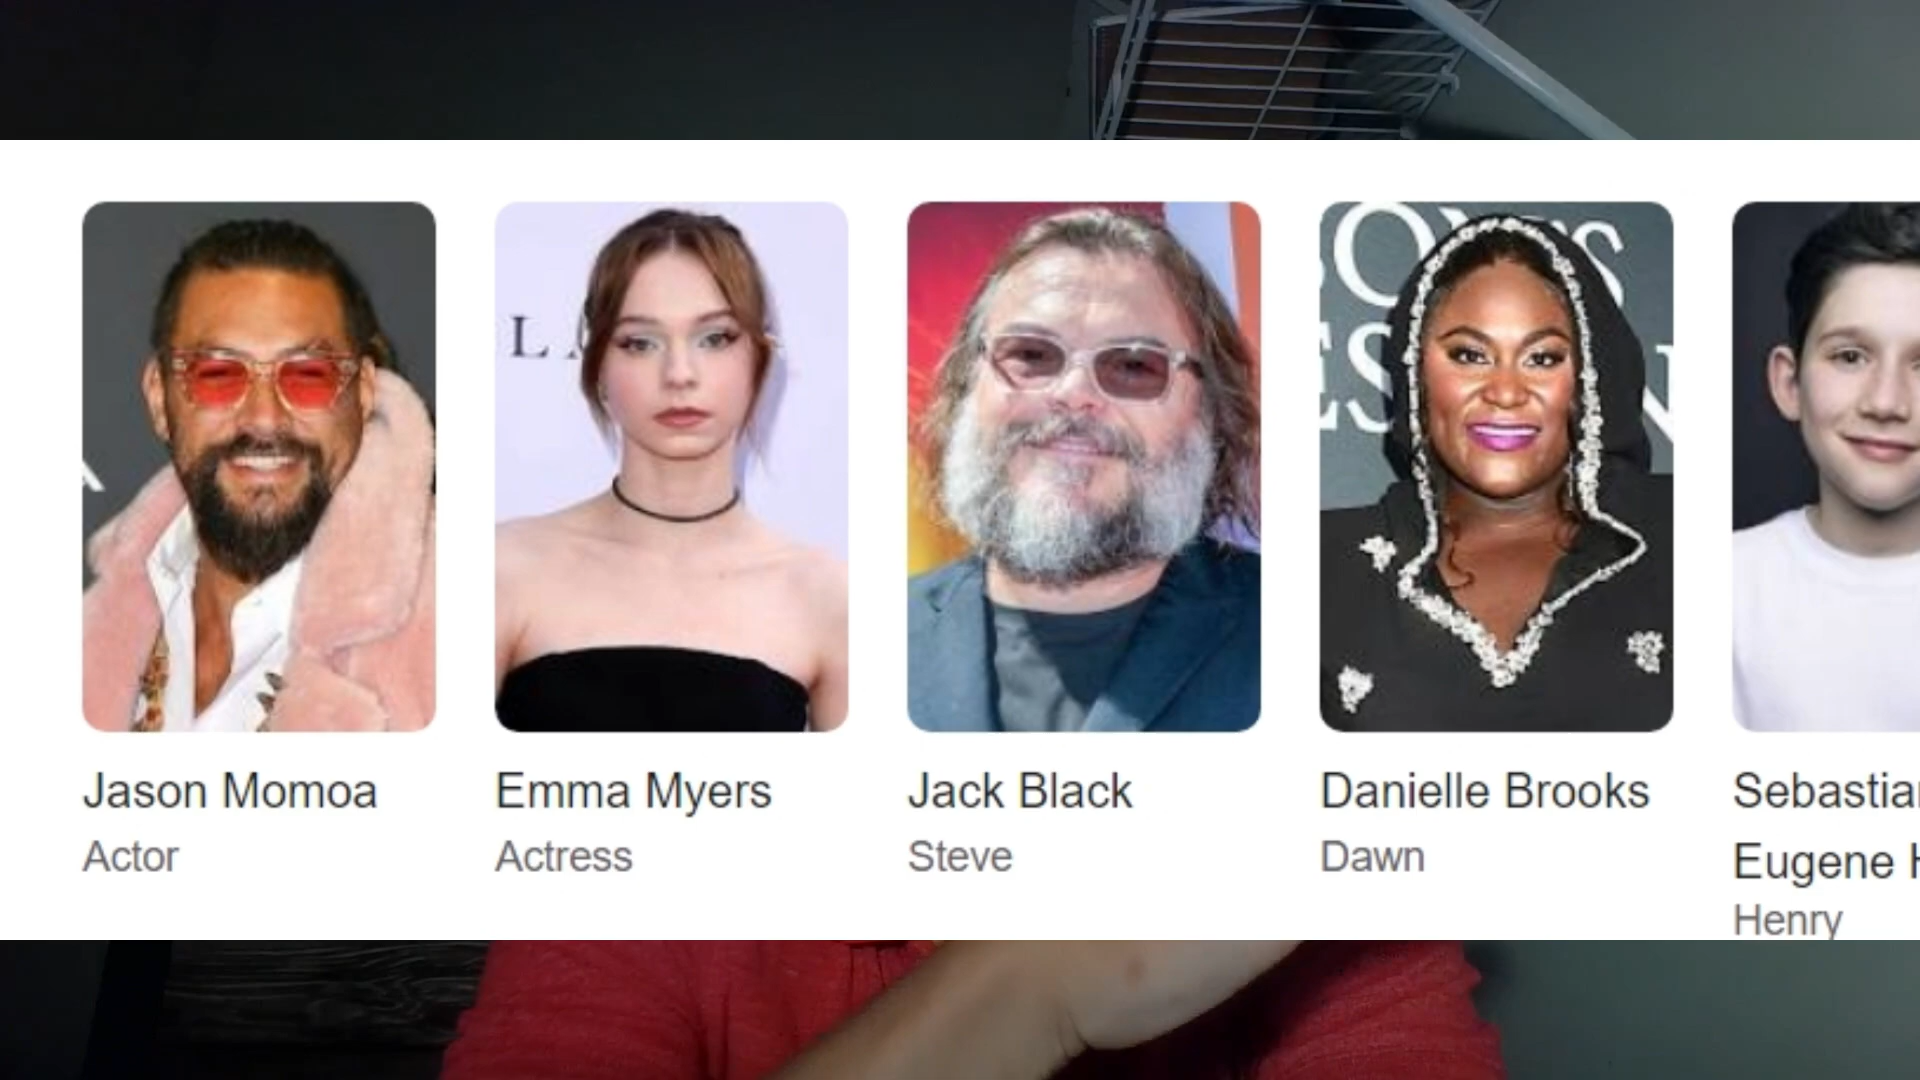 L
A
Jason Momoa
Emma Myers
Jack Black
Danielle Brooks
Eugene
Actor
Actress
Steve
Dawn
Henry